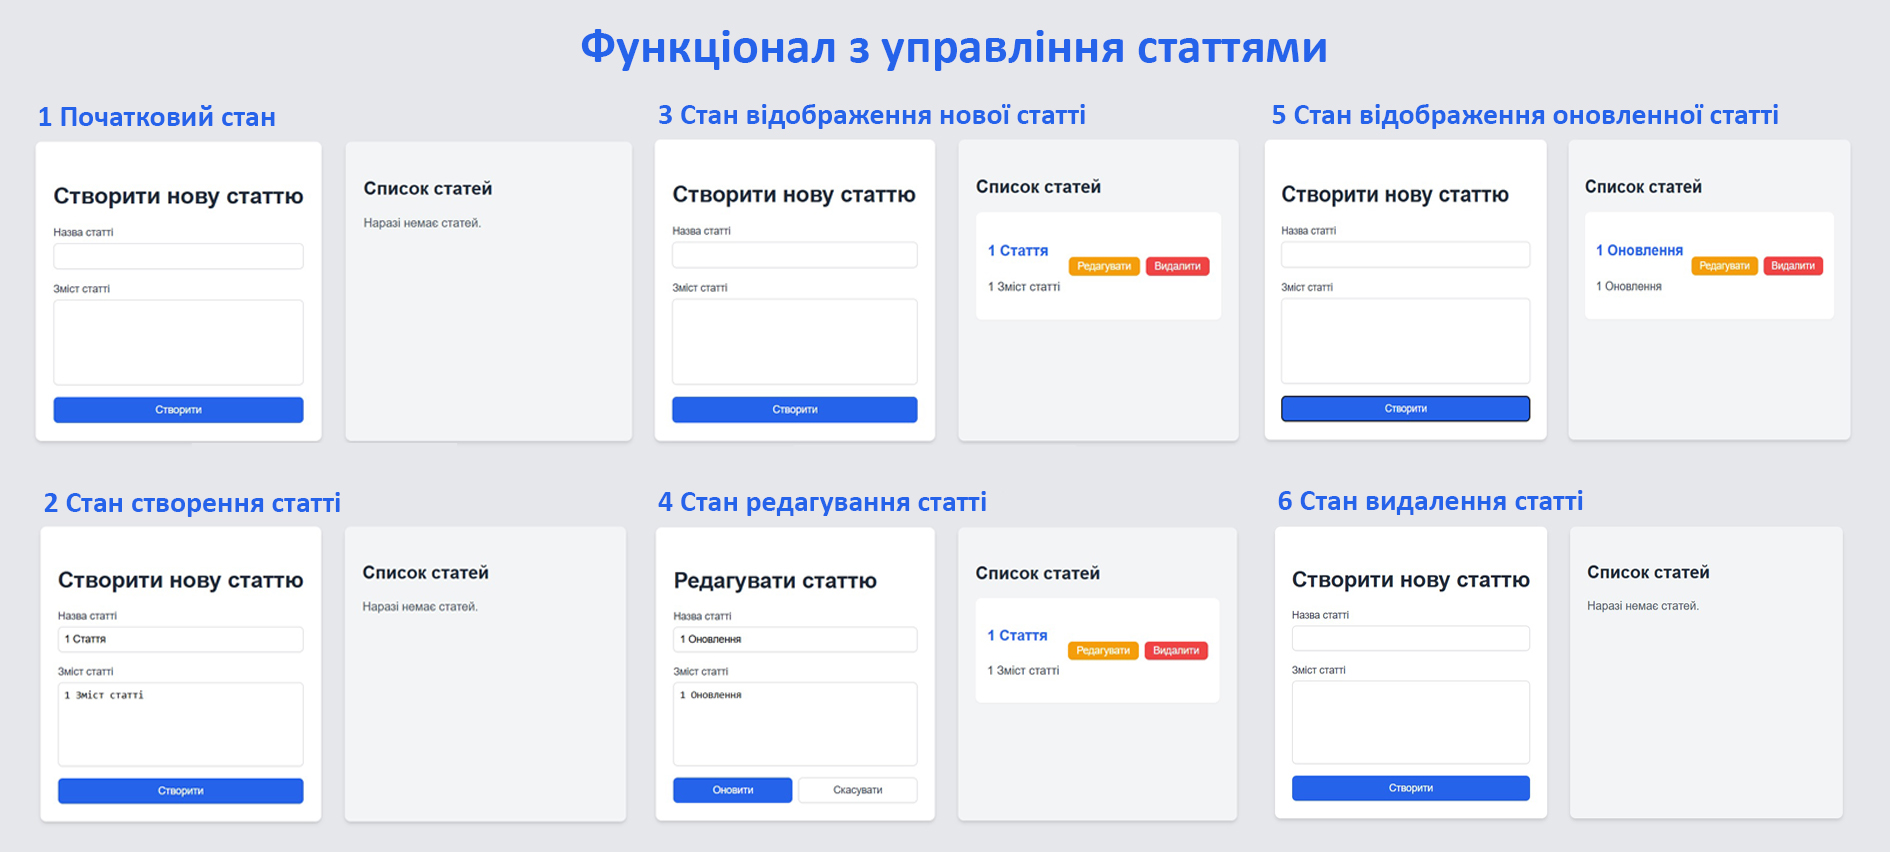 Функціонал з управління статтями
1 Початковий стан
Створити нову статтю
Назва статті
Зміст статті
Створити
Список статей
Наразі немає статей.
2 Стан створення статті
Створити нову статтю
Назва статті
1 Стаття
Зміст статті
1 Зміст статті
Створити
Список статей
Наразі немає статей.
3 Стан відображення нової статті
Створити нову статтю
Назва статті
Зміст статті
Створити
Список статей
1 Стаття
Редагувати Видалити
1 Зміст статті
4 Стан редагування статті
Редагувати статтю
Назва статті
1 Оновлення
Зміст статті
1 Оновлення
Оновити Скасувати
Список статей
1 Стаття
Редагувати Видалити
1 Зміст статті
5 Стан відображення оновленної статті
Створити нову статтю
Назва статті
Зміст статті
Створити
Список статей
1 Оновлення
Редагувати Видалити
1 Оновлення
6 Стан видалення статті
Створити нову статтю
Назва статті
Зміст статті
Створити
Список статей
Наразі немає статей.